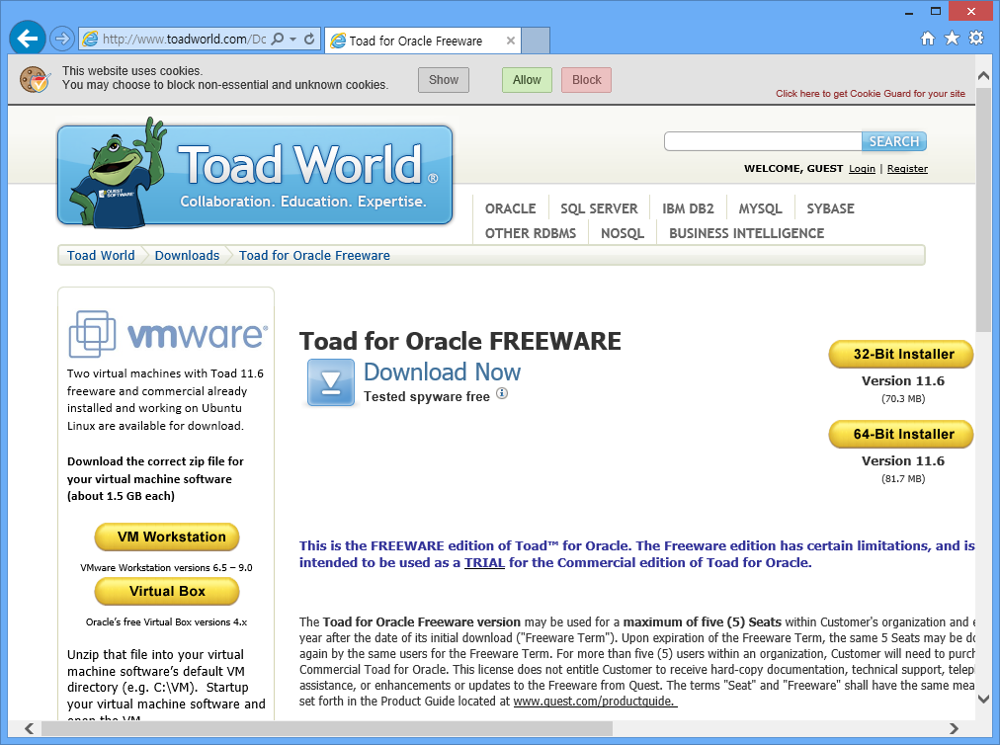 http://www.toadworld.com/Dc
Toad for Oracle Freeware
This website uses cookies.
You may choose to block non-essential and unknown cookies.
Show
Allow
Block
Click here to get Cookie Guard for your site
QUEST SOFTWARE
Toad World®
Collaboration. Education. Expertise.
SEARCH
WELCOME, GUEST Login | Register
ORACLE SQL SERVER IBM DB2 MYSQL SYBASE
OTHER RDBMS NOSQL BUSINESS INTELLIGENCE
Toad World Downloads Toad for Oracle Freeware
vmware®
Two virtual machines with Toad 11.6
freeware and commercial already
installed and working on Ubuntu
Linux are available for download.
Download the correct zip file for
your virtual machine software
(about 1.5 GB each)
VM Workstation
VMware Workstation versions 6.5 – 9.0
Virtual Box
Oracle's free Virtual Box versions 4.x
Unzip that file into your virtual
machine software's default VM
directory (e.g. C:\VM). Startup
your virtual machine software and
open the VM
Toad for Oracle FREEWARE
Download Now
Tested spyware free
32-Bit Installer
Version 11.6
(70.3 MB)
64-Bit Installer
Version 11.6
(81.7 MB)
This is the FREEWARE edition of Toad™ for Oracle. The Freeware edition has certain limitations, and is
intended to be used as a TRIAL for the Commercial edition of Toad for Oracle.
The Toad for Oracle Freeware version may be used for a maximum of five (5) Seats within Customer's organization and
year after the date of its initial download ("Freeware Term"). Upon expiration of the Freeware Term, the same 5 Seats may be do
again by the same users for the Freeware Term. For more than five (5) users within an organization, Customer will need to purch
Commercial Toad for Oracle. This license does not entitle Customer to receive hard-copy documentation, technical support, telep
assistance, or enhancements or updates to the Freeware from Quest. The terms "Seat" and "Freeware" shall have the same mea
set forth in the Product Guide located at www.quest.com/productguide.